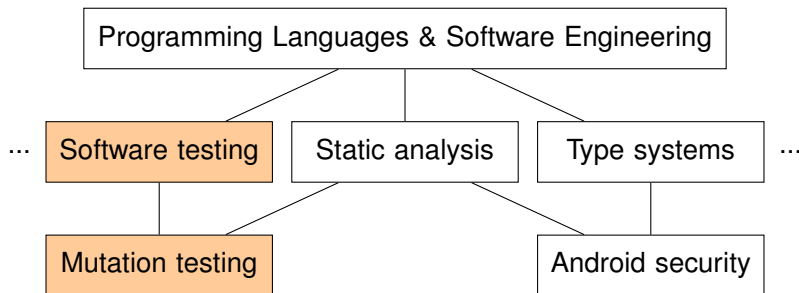 Programming Languages & Software Engineering
... Software testing Static analysis Type systems ...
Mutation testing Android security